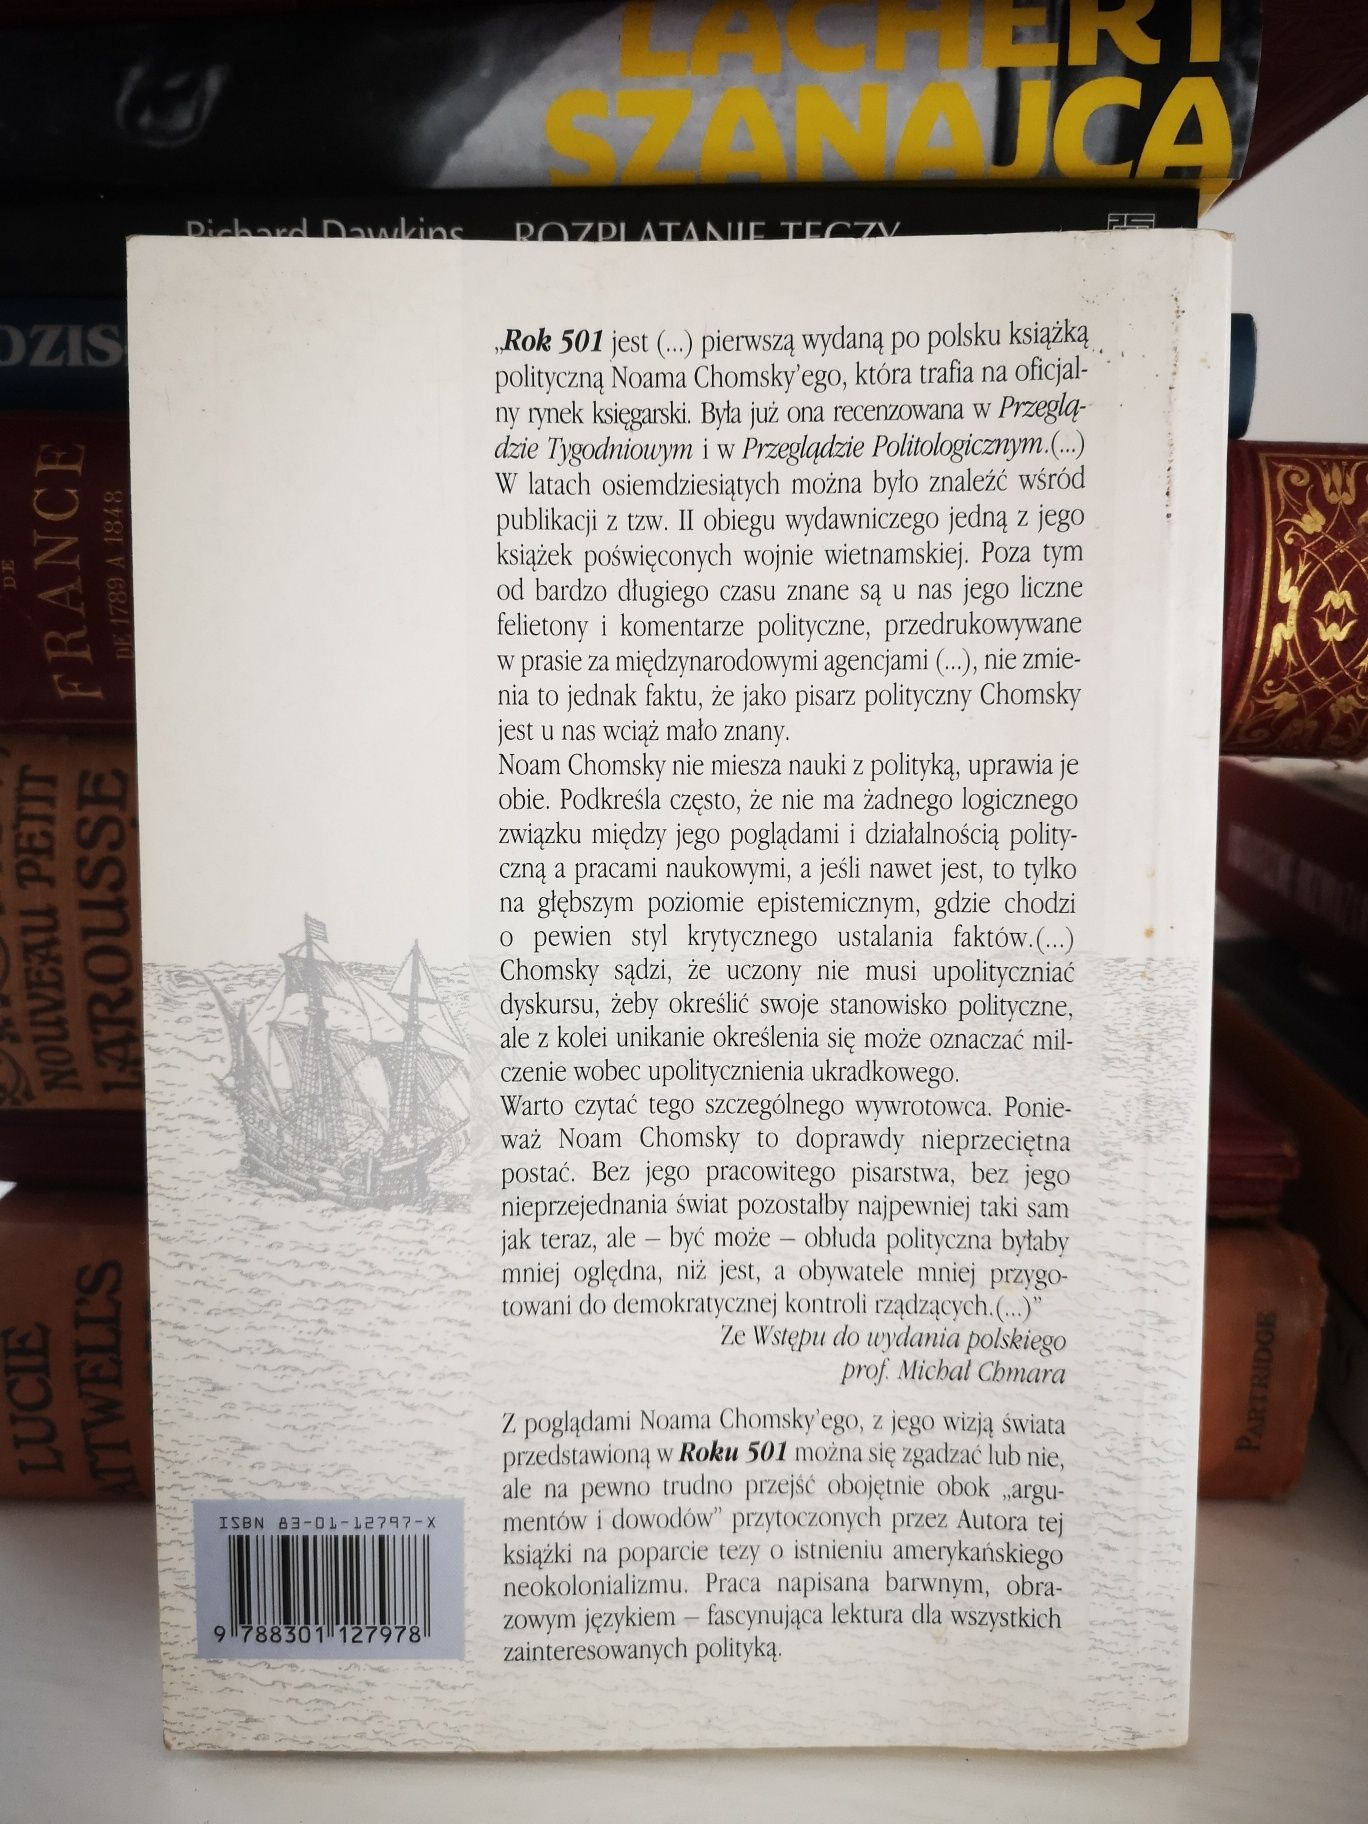 LACHERT
SZANAJCA
Richard Dawkins ROZPLATANIE TĘCZY
OZIS
FRANCE
DE
DE 1789 A 1848
NOUVEAU PETIT
LAROUSSE
LUCIE
ATTWELL'S
PARTRIDGE
„Rok 501 jest (...) pierwszą wydaną po polsku książką
polityczną Noama Chomsky'ego, która trafia na oficjal-
ny rynek księgarski. Była już ona recenzowana w Przeglą-
dzie Tygodniowym i w Przeglądzie Politologicznym.(...)
W latach osiemdziesiątych można było znaleźć wśród
publikacji z tzw. II obiegu wydawniczego jedną z jego
książek poświęconych wojnie wietnamskiej. Poza tym
od bardzo długiego czasu znane są u nas jego liczne
felietony i komentarze polityczne, przedrukowywane
w prasie za międzynarodowymi agencjami (...), nie zmie-
nia to jednak faktu, że jako pisarz polityczny Chomsky
jest u nas wciąż mało znany.
Noam Chomsky nie miesza nauki z polityką, uprawia je
obie. Podkreśla często, że nie ma żadnego logicznego
związku między jego poglądami i działalnością polity-
czną a pracami naukowymi, a jeśli nawet jest, to tylko
na głębszym poziomie epistemicznym, gdzie chodzi
o pewien styl krytycznego ustalania faktów.(...)
Chomsky sądzi, że uczony nie musi upolityczniać
dyskursu, żeby określić swoje stanowisko polityczne,
ale z kolei unikanie określenia się może oznaczać mil-
czenie wobec upolitycznienia ukradkowego.
Warto czytać tego szczególnego wywrotowca. Ponie-
waż Noam Chomsky to doprawdy nieprzeciętna
postać. Bez jego pracowitego pisarstwa, bez jego
nieprzejednania świat pozostałby najpewniej taki sam
jak teraz, ale – być może – obłuda polityczna byłaby
mniej oględna, niż jest, a obywatele mniej przygo-
towani do demokratycznej kontroli rządzących.(...)”
Ze Wstępu do wydania polskiego
prof. Michał Chmara
Z poglądami Noama Chomsky'ego, z jego wizją świata
przedstawioną w Roku 501 można się zgadzać lub nie,
ale na pewno trudno przejść obojętnie obok „argu-
mentów i dowodów” przytoczonych przez Autora tej
książki na poparcie tezy o istnieniu amerykańskiego
neokolonializmu. Praca napisana barwnym, obra-
zowym językiem – fascynująca lektura dla wszystkich
zainteresowanych polityką.
ISBN 83-01-12797-X
9 788301 127978